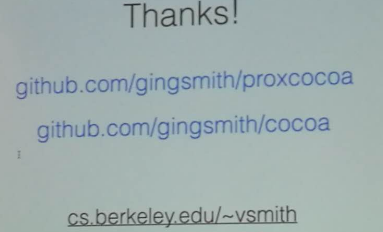 Thanks!
github.com/gingsmith/proxcocoa
github.com/gingsmith/cocoa
cs.berkeley.edu/~vsmith